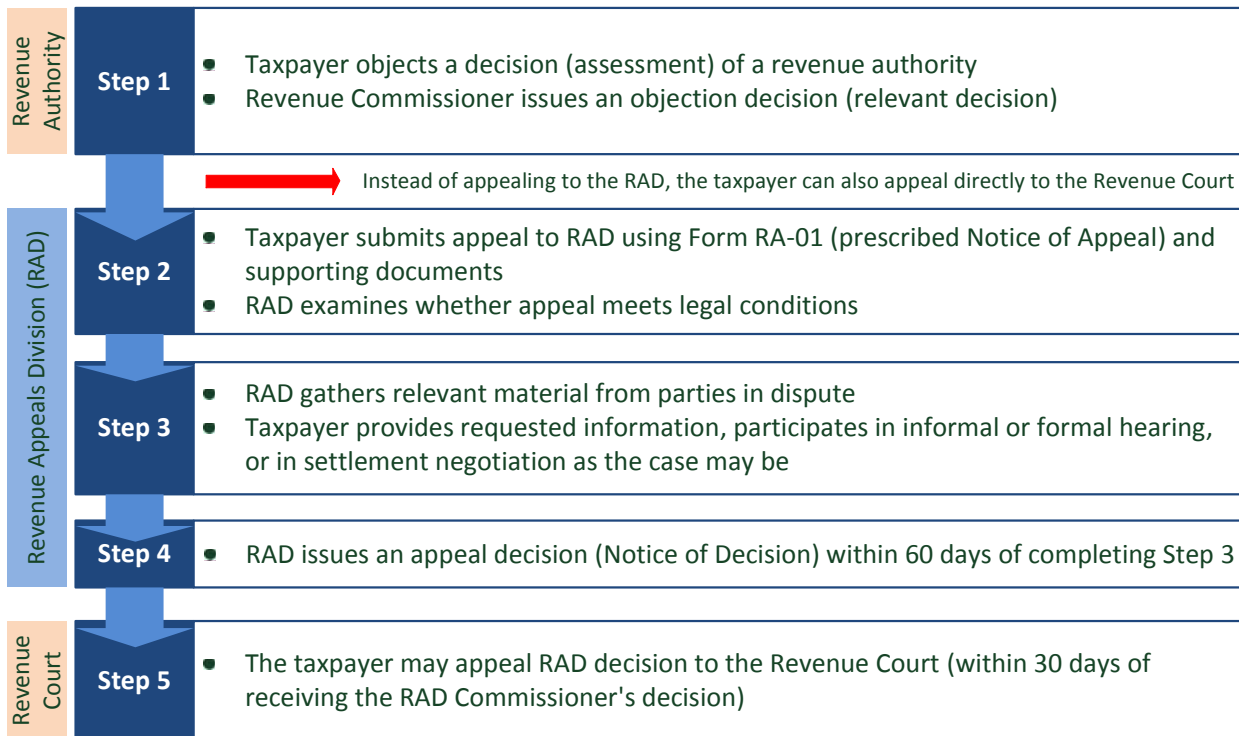 Revenue
Authority
Step 1
• Taxpayer objects a decision (assessment) of a revenue authority
• Revenue Commissioner issues an objection decision (relevant decision)
Instead of appealing to the RAD, the taxpayer can also appeal directly to the Revenue Court
Revenue Appeals Division (RAD)
Step 2
• Taxpayer submits appeal to RAD using Form RA-01 (prescribed Notice of Appeal) and
supporting documents
• RAD examines whether appeal meets legal conditions
Step 3
• RAD gathers relevant material from parties in dispute
• Taxpayer provides requested information, participates in informal or formal hearing,
or in settlement negotiation as the case may be
Step 4
• RAD issues an appeal decision (Notice of Decision) within 60 days of completing Step 3
Revenue
Court
Step 5
• The taxpayer may appeal RAD decision to the Revenue Court (within 30 days of
receiving the RAD Commissioner's decision)